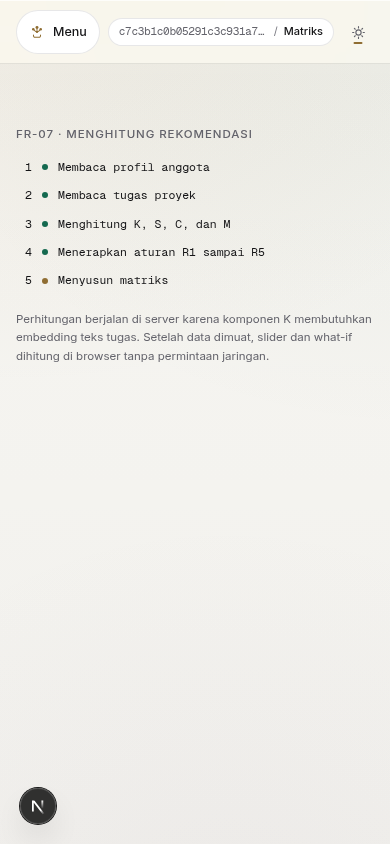 Menu
c7c3b1c0b05291c3c931a7… / Matriks
FR-07 · MENGHITUNG REKOMENDASI
1 Membaca profil anggota
2 Membaca tugas proyek
3 Menghitung K, S, C, dan M
4 Menerapkan aturan R1 sampai R5
5 Menyusun matriks
Perhitungan berjalan di server karena komponen K membutuhkan
embedding teks tugas. Setelah data dimuat, slider dan what-if
dihitung di browser tanpa permintaan jaringan.
N